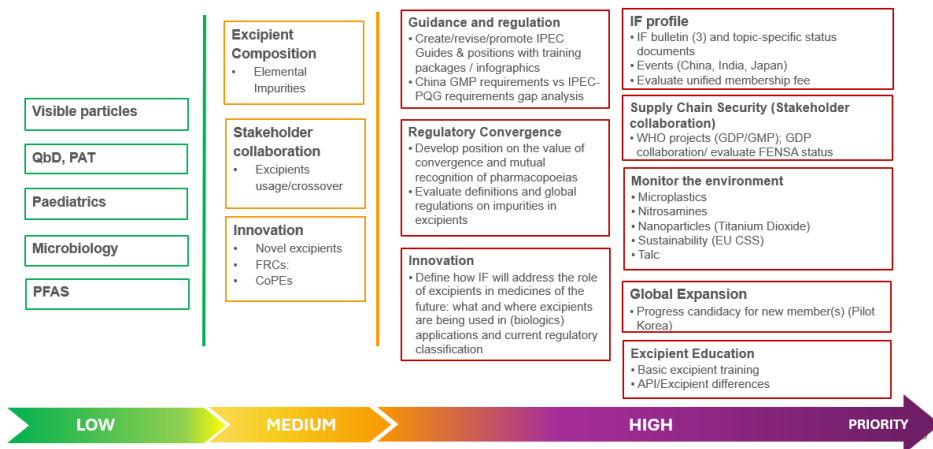 Visible particles
QbD, PAT
Paediatrics
Microbiology
PFAS
Excipient
Composition
• Elemental
Impurities
Stakeholder
collaboration
• Excipients
usage/crossover
Innovation
• Novel excipients
• FRCs:
• CoPEs
Guidance and regulation
• Create/revise/promote IPEC
Guides & positions with training
packages / infographics
• China GMP requirements vs IPEC-
PQG requirements gap analysis
Regulatory Convergence
• Develop position on the value of
convergence and mutual
recognition of pharmacopoeias
• Evaluate definitions and global
regulations on impurities in
excipients
Innovation
• Define how IF will address the role
of excipients in medicines of the
future: what and where excipients
are being used in (biologics)
applications and current regulatory
classification
IF profile
• IF bulletin (3) and topic-specific status
documents
• Events (China, India, Japan)
• Evaluate unified membership fee
Supply Chain Security (Stakeholder
collaboration)
• WHO projects (GDP/GMP); GDP
collaboration/ evaluate FENSA status
Monitor the environment
• Microplastics
• Nitrosamines
• Nanoparticles (Titanium Dioxide)
• Sustainability (EU CSS)
• Talc
Global Expansion
• Progress candidacy for new member(s) (Pilot
Korea)
Excipient Education
• Basic excipient training
• API/Excipient differences
LOW
MEDIUM
HIGH
PRIORITY